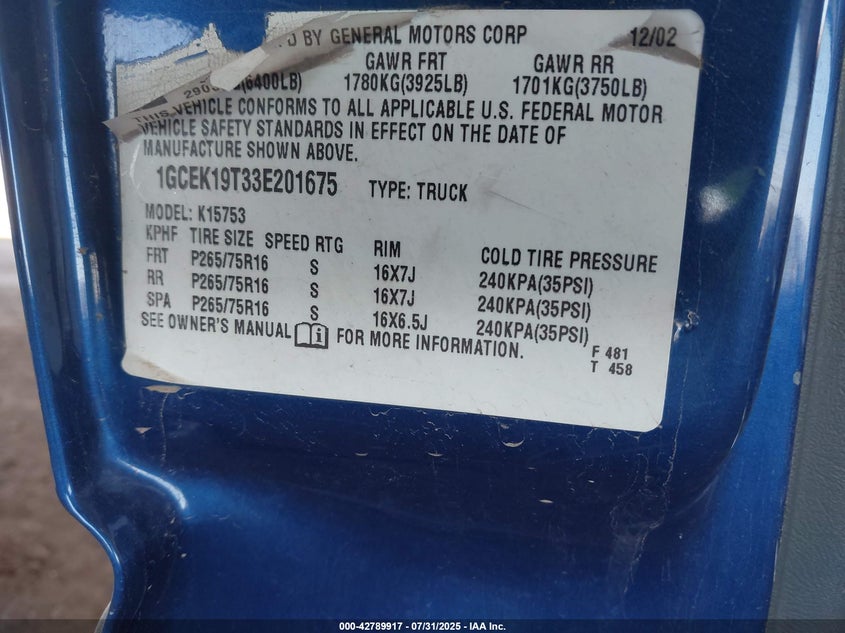 D BY GENERAL MOTORS CORP 12/02
GAWR FRT GAWR RR
(6400LB) 1780KG(3925LB) 1701KG(3750LB)
THIS VEHICLE CONFORMS TO ALL APPLICABLE U.S. FEDERAL MOTOR
VEHICLE SAFETY STANDARDS IN EFFECT ON THE DATE OF
MANUFACTURE SHOWN ABOVE.
1GCEK19T33E201675 TYPE: TRUCK
MODEL: K15753
KPHF TIRE SIZE SPEED RTG RIM COLD TIRE PRESSURE
FRT P265/75R16 S 16X7J 240KPA(35PSI)
RR P265/75R16 S 16X7J 240KPA(35PSI)
SPA P265/75R16 S 16X6.5J 240KPA(35PSI)
SEE OWNER'S MANUAL FOR MORE INFORMATION.
F 481
T 458
000-42789917 - 07/31/2025 - IAA Inc.